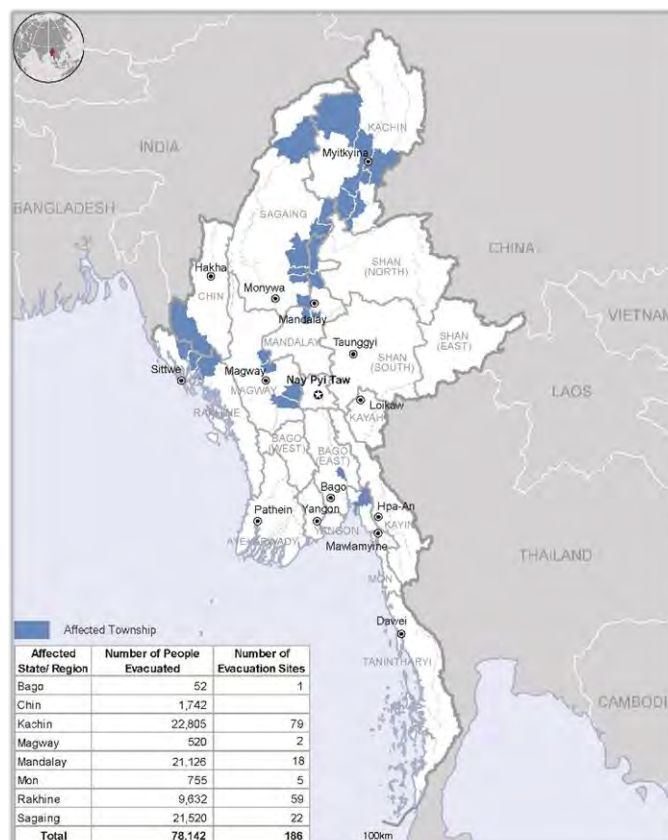 KACHIN
Myitkyina
INDIA
BANGLADESH
SAGAING
CHINA
SHAN
(NORTH)
Hakha
CHIN
Monywa
VIETNAM
Mandalay
MANDALAY
SHAN
(EAST)
Taunggyi
SHAN
(SOUTH)
Sittwe
Magway
MAGWAY
Nay Pyi Taw
LAOS
Loikaw
RAKHINE
KAYAH
BAGO
(WEST)
BAGO
(EAST)
Bago
Pathein
Yangon
Hpa-An
KAYIN
YANGON
AYEYARWADY
Mawlamyine
THAILAND
MON
Dawei
Affected Township
TANINTHARYI
CAMBODI
Affected State/ Region Number of People Evacuated Number of Evacuation Sites
Bago 52 1
Chin 1,742
Kachin 22,805 79
Magway 520 2
Mandalay 21,126 18
Mon 755 5
Rakhine 9,632 59
Sagaing 21,520 22
Total 78,142 186
100km